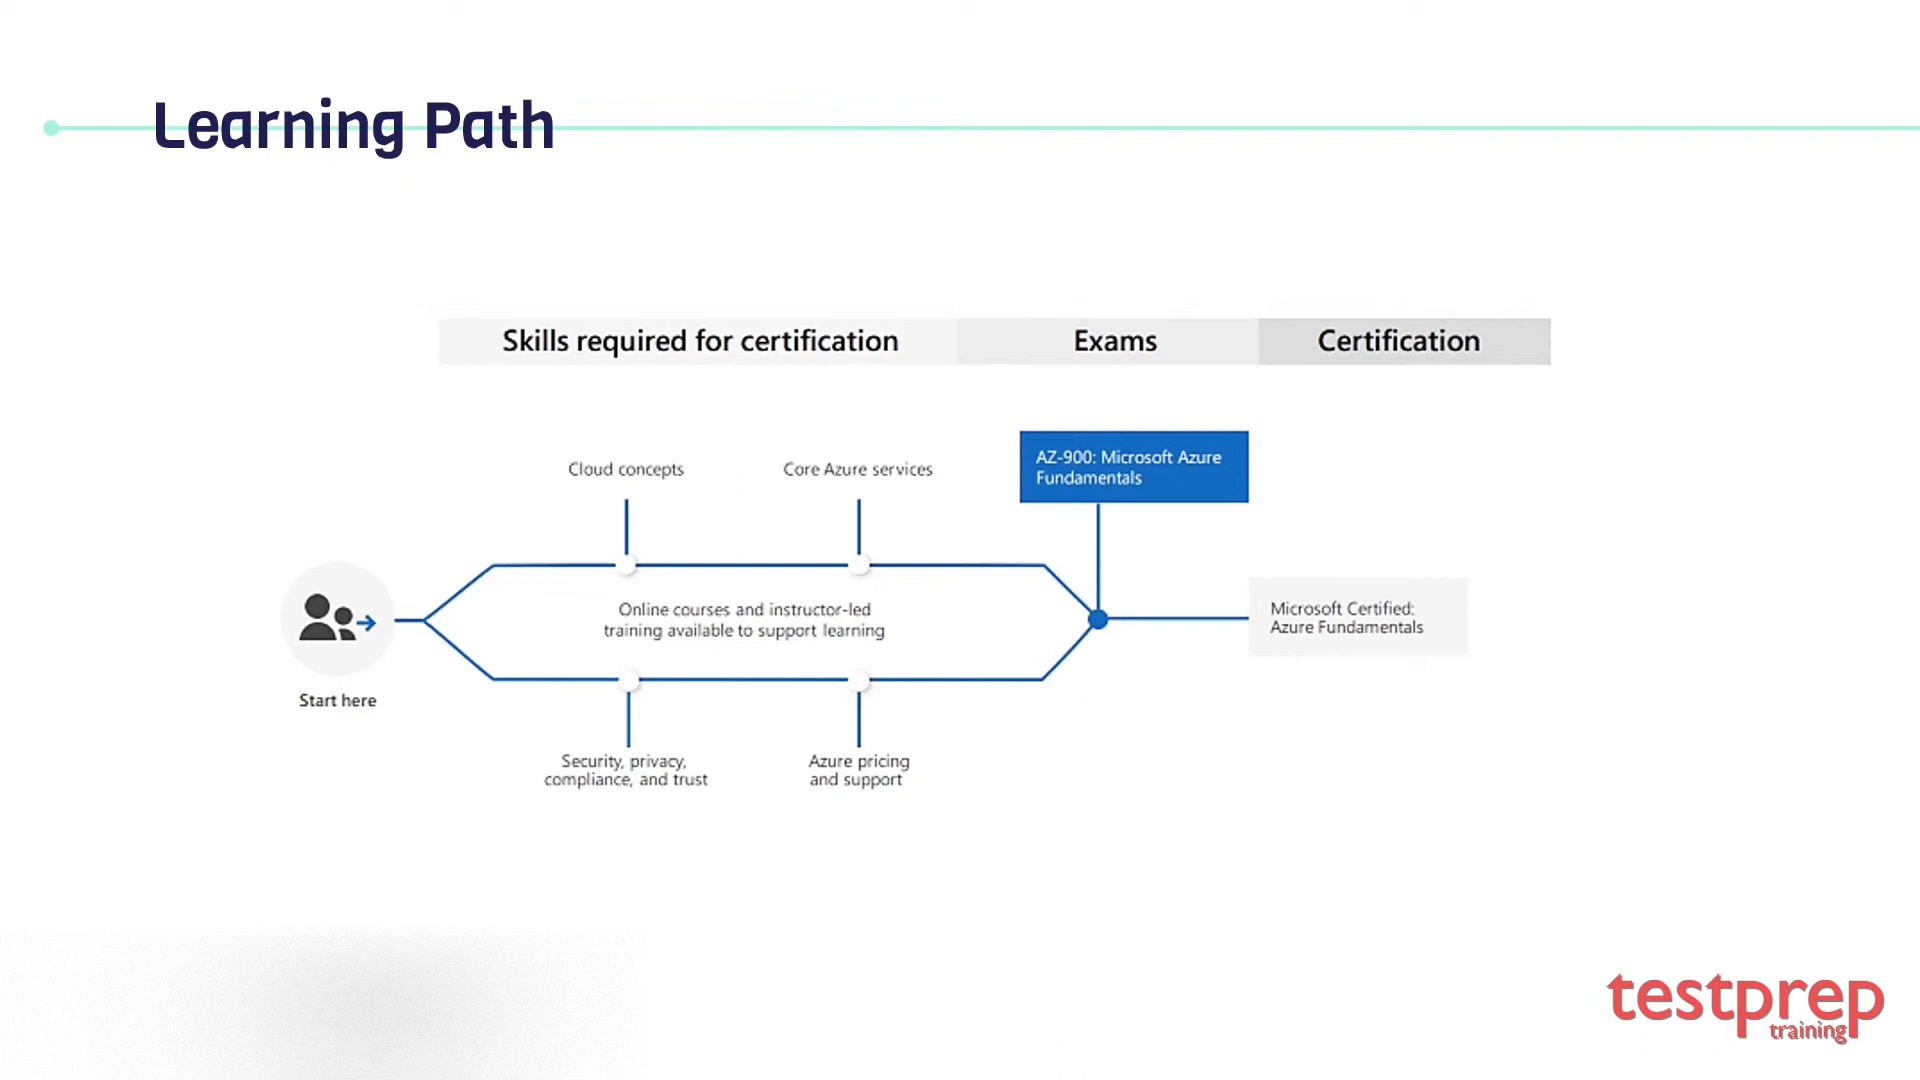 Learning Path
Skills required for certification
Exams
Certification
Cloud concepts
Core Azure services
AZ-900: Microsoft Azure
Fundamentals
Online courses and instructor-led
training available to support learning
Microsoft Certified:
Azure Fundamentals
Start here
Security, privacy,
compliance, and trust
Azure pricing
and support
testprep
training